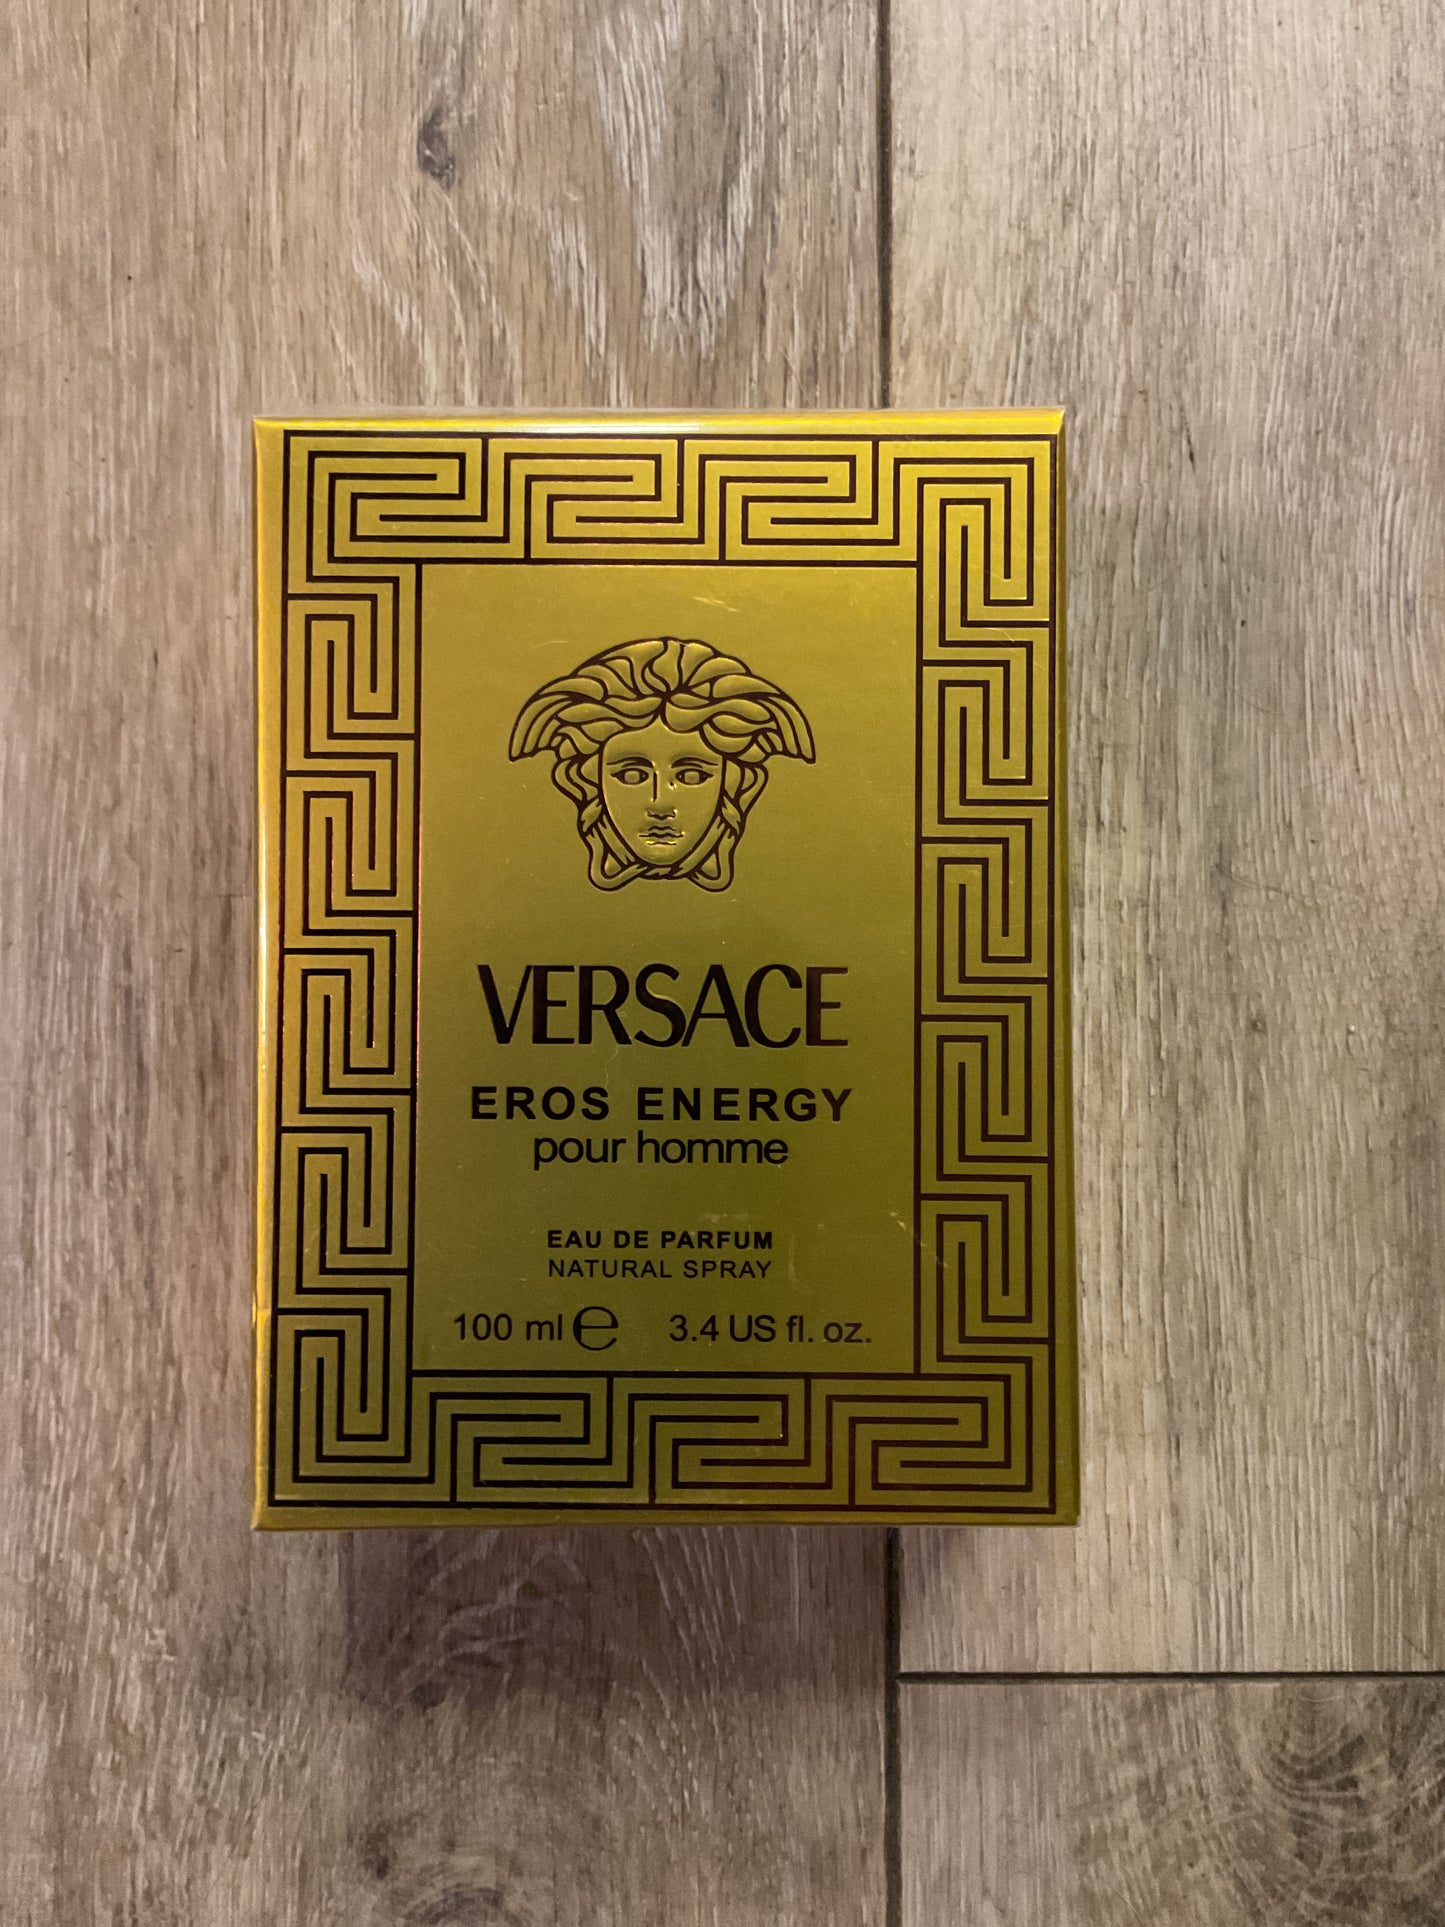 VERSACE
EROS ENERGY
pour homme
EAU DE PARFUM
NATURAL SPRAY
100 ml ℮ 3.4 US fl. oz.